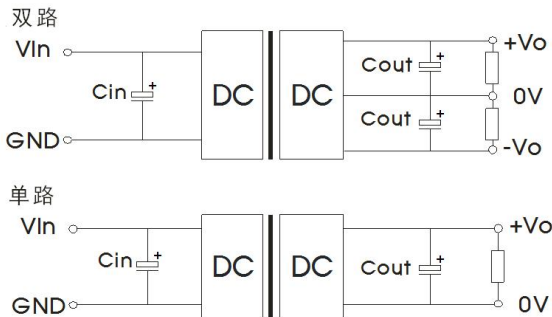 双路
VIn
+Vo
Cout
+
Cin
+
DC
DC
0V
Cout
+
GND
-Vo
单路
VIn
+Vo
Cin
+
DC
DC
Cout
+
GND
0V